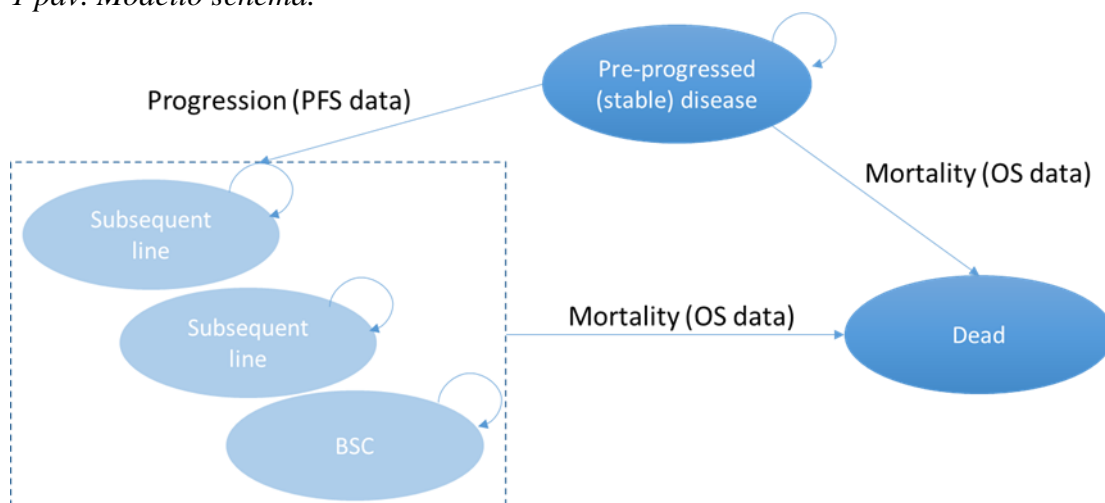 1 pav. Modelio schema.
Pre-progressed
(stable) disease
Progression (PFS data)
Mortality (OS data)
Subsequent
line
Subsequent
line
Mortality (OS data)
Dead
BSC